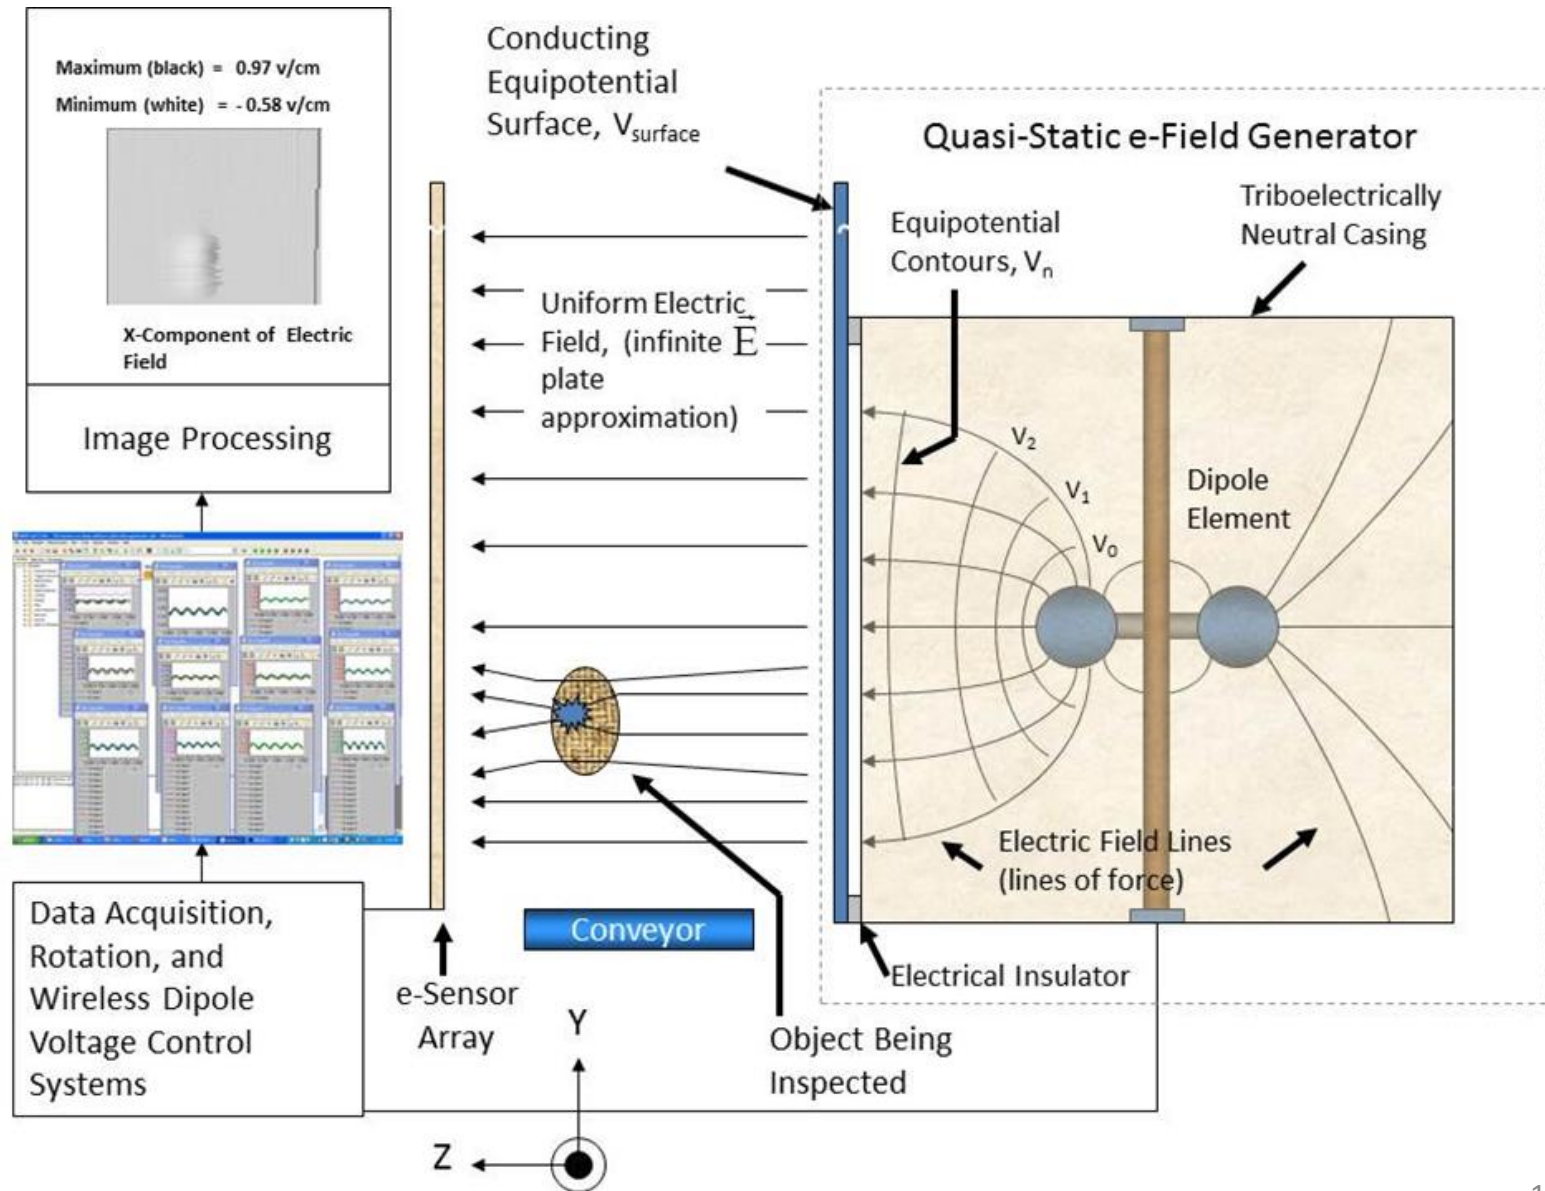 Maximum (black) = 0.97 v/cm
Minimum (white) = - 0.58 v/cm
X-Component of Electric
Field
Image Processing
Data Acquisition,
Rotation, and
Wireless Dipole
Voltage Control
Systems
Conducting
Equipotential
Surface, Vsurface
Uniform Electric
Field, (infinite E⃗
plate
approximation)
e-Sensor
Array
Conveyor
Y
Z
Object Being
Inspected
Quasi-Static e-Field Generator
Equipotential
Contours, Vn
Triboelectrically
Neutral Casing
V2
V1
V0
Dipole
Element
Electric Field Lines
(lines of force)
Electrical Insulator
1